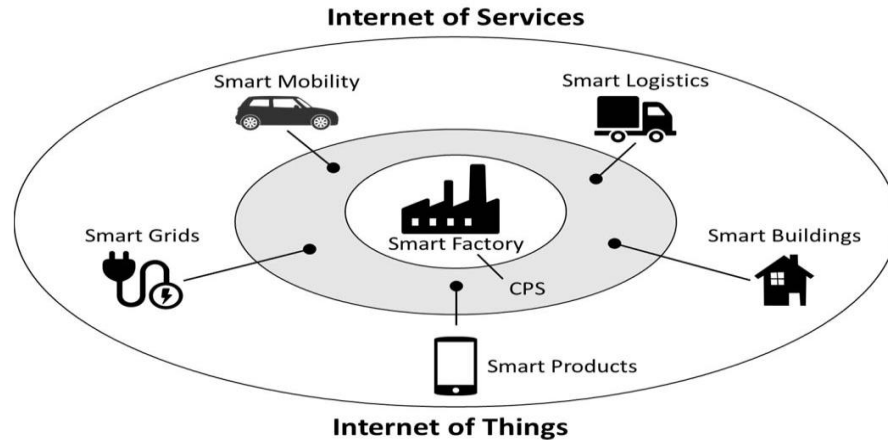 Internet of Services
Smart Mobility
Smart Logistics
Smart Grids
Smart Factory
Smart Buildings
CPS
Smart Products
Internet of Things